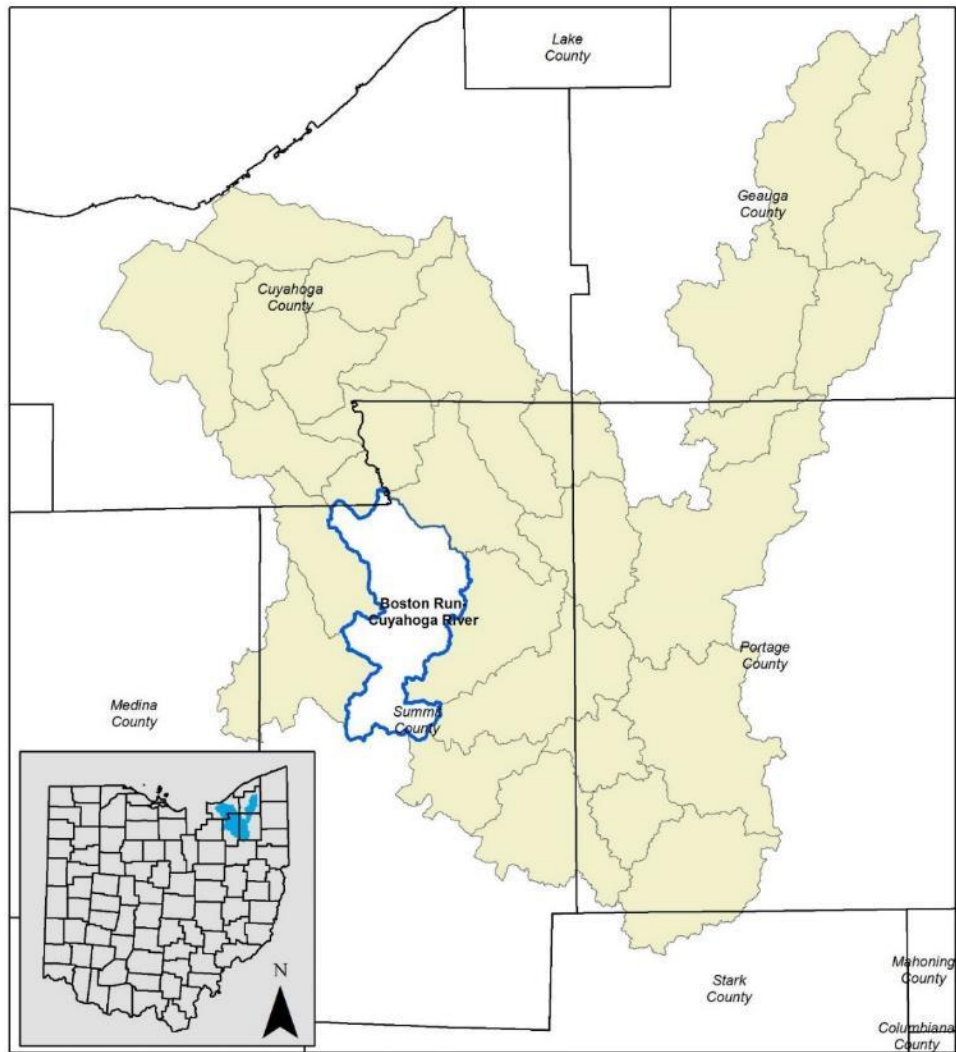 Lake
County
Geauga
County
Cuyahoga
County
Boston Run-
Cuyahoga River
Portage
County
Medina
County
Summit
County
N
Stark
County
Mahoning
County
Columbiana
County